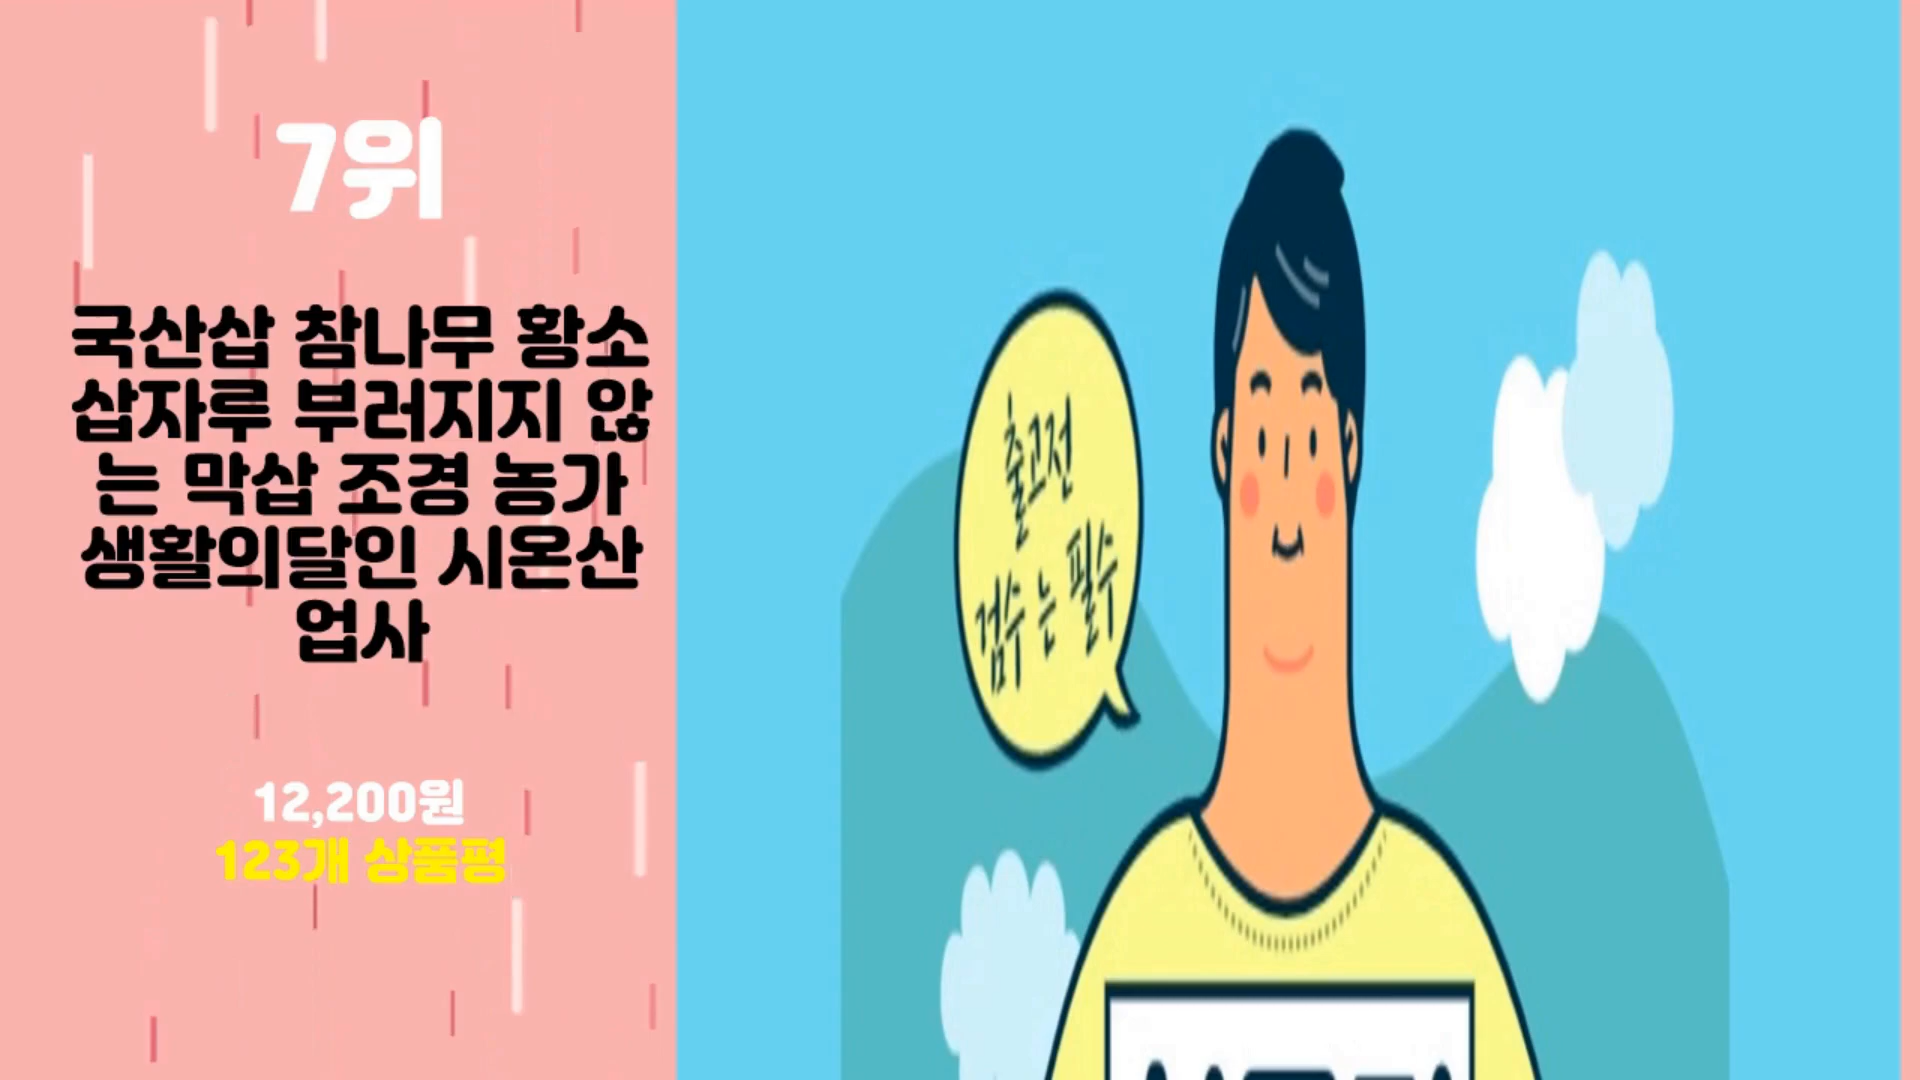 7위
국산삽 참나무 황소
삽자루 부러지지 않
는 막삽 조경 농가
생활의달인 시온산
업사
12,200원
123개 상품평
출고전
검수는 필수